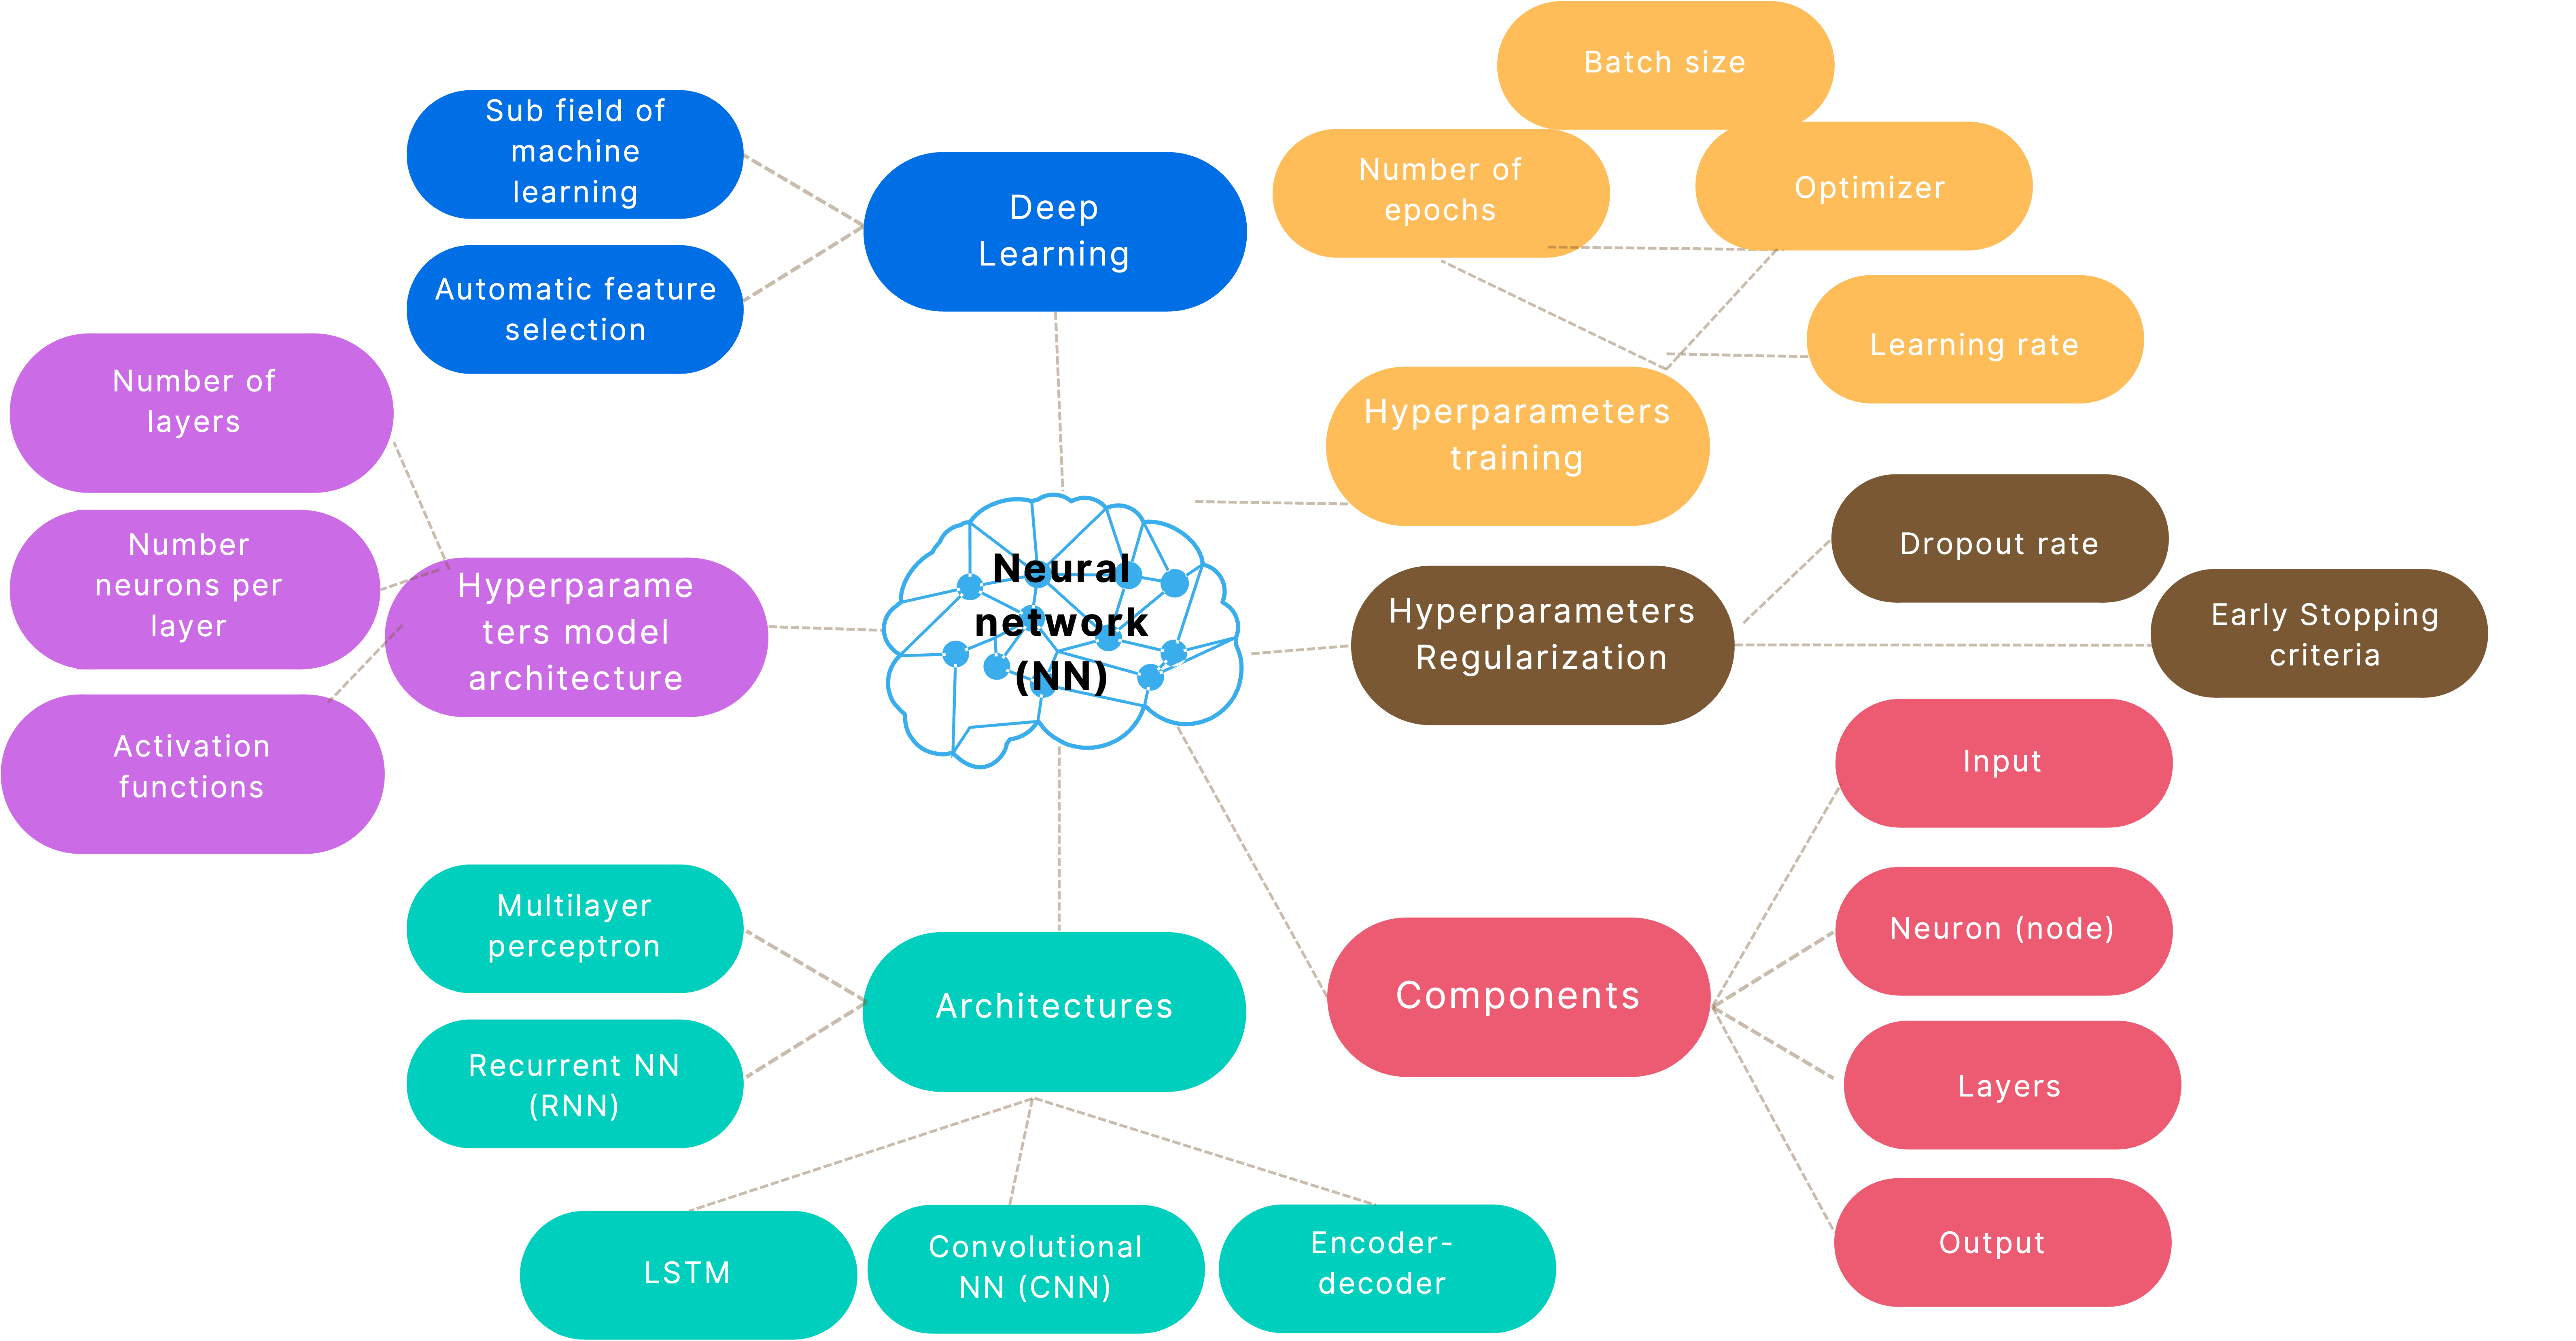 Batch size
Sub field of
machine
learning
Number of
epochs
Optimizer
Deep
Learning
Automatic feature
selection
Learning rate
Number of
layers
Hyperparameters
training
Number
neurons per
layer
Hyperparame
ters model
architecture
Neural
network
(NN)
Hyperparameters
Regularization
Dropout rate
Early Stopping
criteria
Activation
functions
Input
Multilayer
perceptron
Neuron (node)
Architectures
Components
Recurrent NN
(RNN)
Layers
LSTM
Convolutional
NN (CNN)
Encoder-
decoder
Output